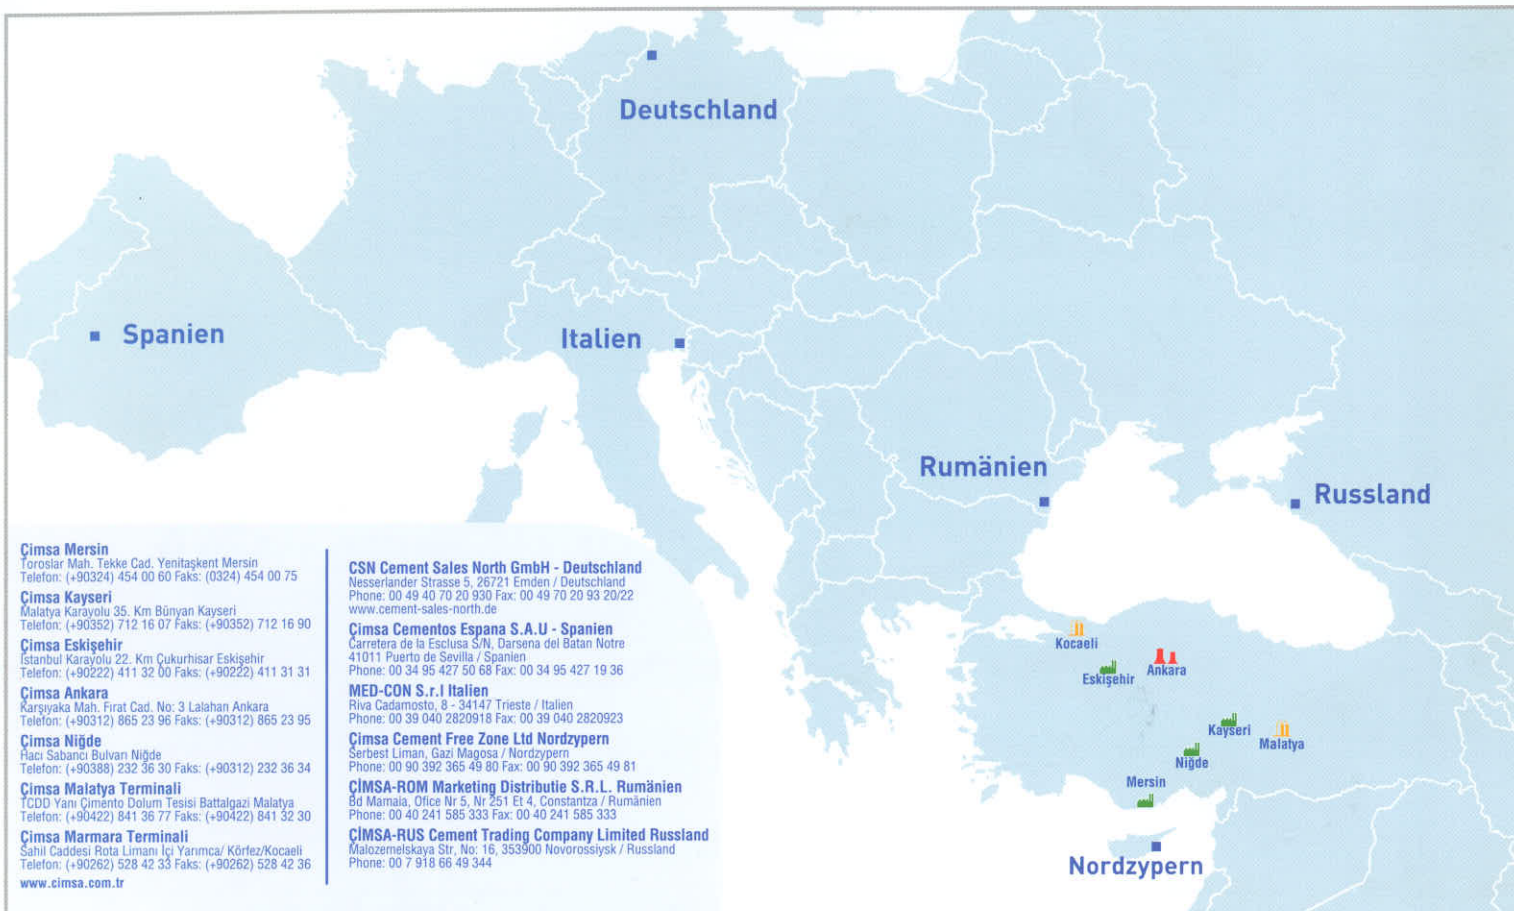 Deutschland
Spanien
Italien
Rumänien
Russland
Kocaeli
Eskişehir
Ankara
Kayseri
Malatya
Niğde
Mersin
Nordzypern
Çimsa Mersin
Toroslar Mah. Tekke Cad. Yenitaşkent Mersin
Telefon: (+90324) 454 00 60 Faks: (0324) 454 00 75
Çimsa Kayseri
Malatya Karayolu 35. Km Bünyan Kayseri
Telefon: (+90352) 712 16 07 Faks: (+90352) 712 16 90
Çimsa Eskişehir
İstanbul Karayolu 22. Km Çukurhisar Eskişehir
Telefon: (+90222) 411 32 00 Faks: (+90222) 411 31 31
Çimsa Ankara
Karşıyaka Mah. Fırat Cad. No: 3 Lalahan Ankara
Telefon: (+90312) 865 23 96 Faks: (+90312) 865 23 95
Çimsa Niğde
Hacı Sabancı Bulvarı Niğde
Telefon: (+90388) 232 36 30 Faks: (+90312) 232 36 34
Çimsa Malatya Terminali
TCDD Yanı Çimento Dolum Tesisi Battalgazi Malatya
Telefon: (+90422) 841 36 77 Faks: (+90422) 841 32 30
Çimsa Marmara Terminali
Sahil Caddesi Rota Limanı İçi Yarımca/ Körfez/Kocaeli
Telefon: (+90262) 528 42 33 Faks: (+90262) 528 42 36
www.cimsa.com.tr
CSN Cement Sales North GmbH - Deutschland
Nesserlander Strasse 5, 26721 Emden / Deutschland
Phone: 00 49 40 70 20 930 Fax: 00 49 70 20 93 20/22
www.cement-sales-north.de
Çimsa Cementos Espana S.A.U - Spanien
Carretera de la Esclusa S/N, Darsena del Batan Notre
41011 Puerto de Sevilla / Spanien
Phone: 00 34 95 427 50 68 Fax: 00 34 95 427 19 36
MED-CON S.r.l Italien
Riva Cadamosto, 8 - 34147 Trieste / Italien
Phone: 00 39 040 2820918 Fax: 00 39 040 2820923
Çimsa Cement Free Zone Ltd Nordzypern
Serbest Liman, Gazi Magosa / Nordzypern
Phone: 00 90 392 365 49 80 Fax: 00 90 392 365 49 81
ÇİMSA-ROM Marketing Distributie S.R.L. Rumänien
Bd Mamaia, Ofice Nr 5, Nr 251 Et 4, Constantza / Rumänien
Phone: 00 40 241 585 333 Fax: 00 40 241 585 333
ÇİMSA-RUS Cement Trading Company Limited Russland
Malozemelskaya Str, No: 16, 353900 Novorossiysk / Russland
Phone: 00 7 918 66 49 344